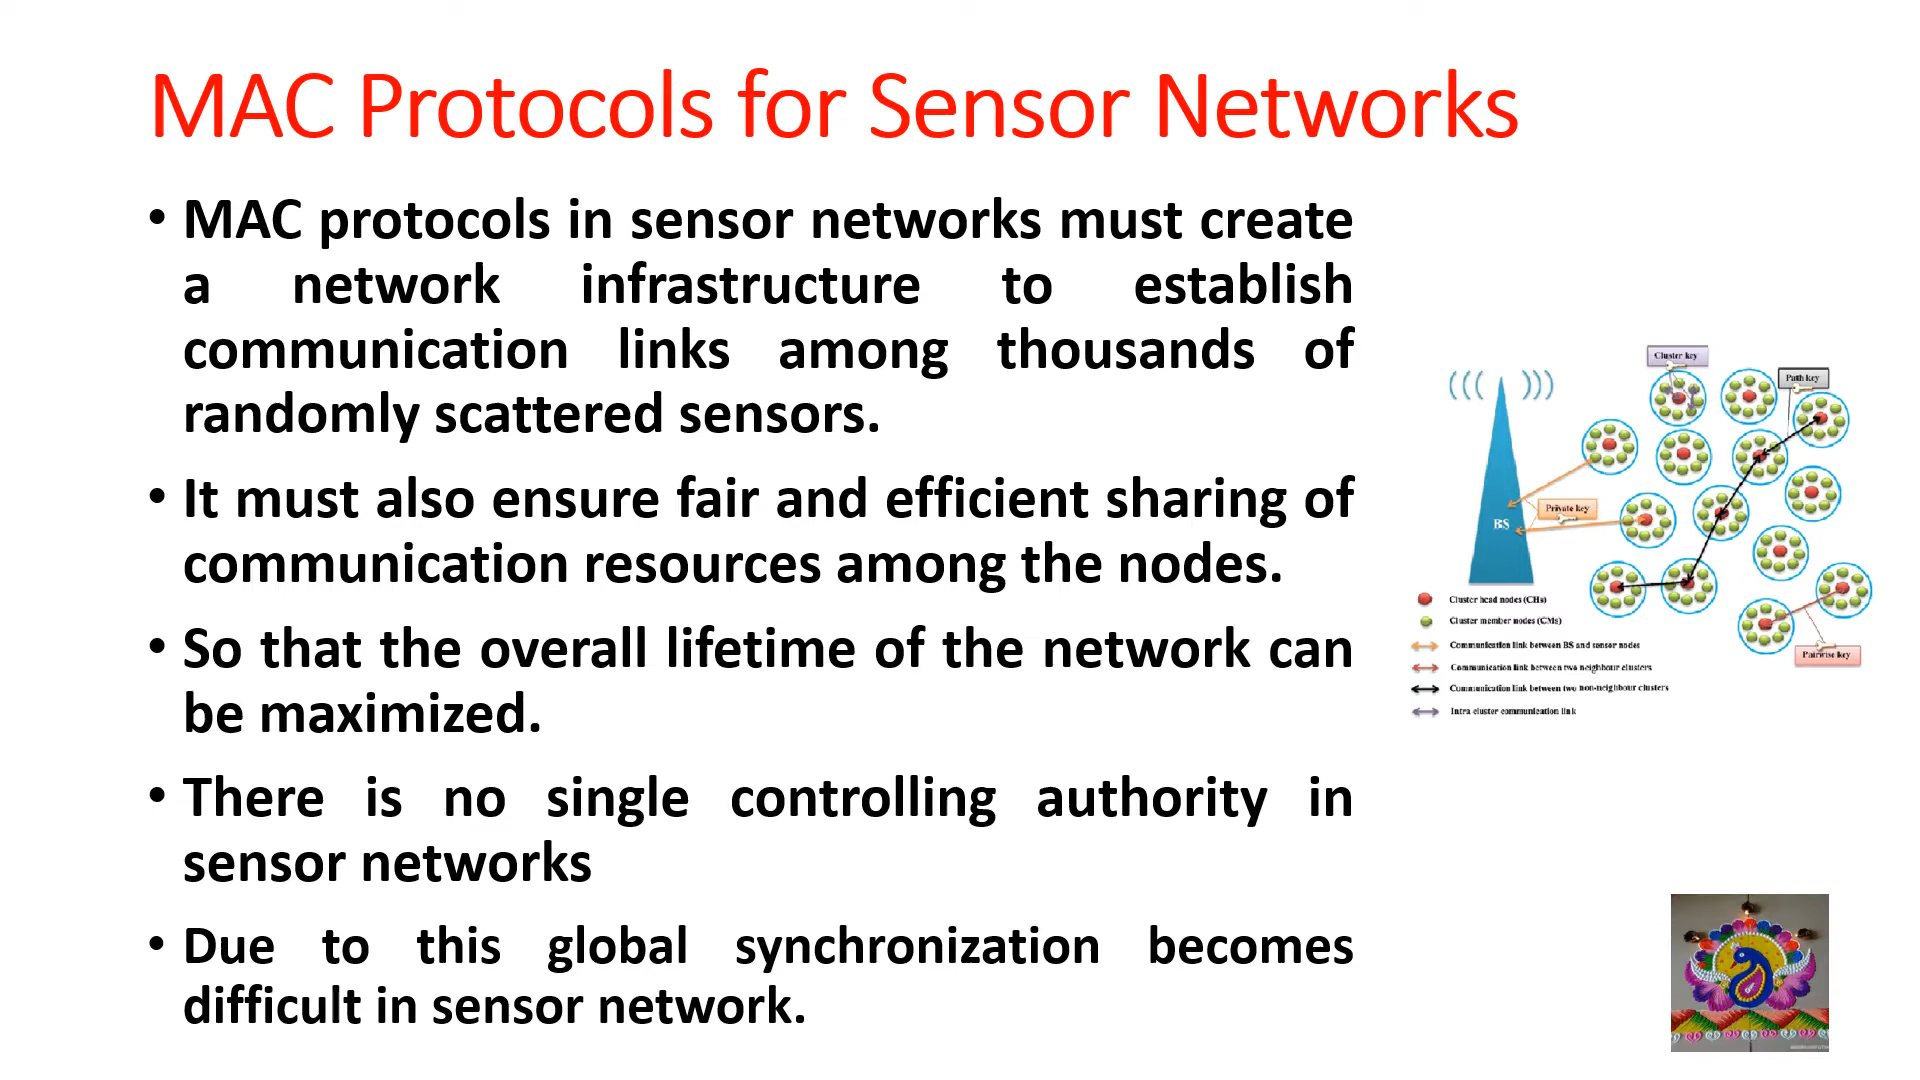 MAC Protocols for Sensor Networks
• MAC protocols in sensor networks must create
a network infrastructure to establish
communication links among thousands of
randomly scattered sensors.
• It must also ensure fair and efficient sharing of
communication resources among the nodes.
• So that the overall lifetime of the network can
be maximized.
• There is no single controlling authority in
sensor networks
• Due to this global synchronization becomes
difficult in sensor network.
Cluster key
Path key
Private key
BS
Pairwise key
Cluster head nodes (CHs)
Cluster member nodes (CMs)
Communication link between BS and sensor nodes
Communication link between two neighbour clusters
Communication link between two non-neighbour clusters
Intra cluster communication link